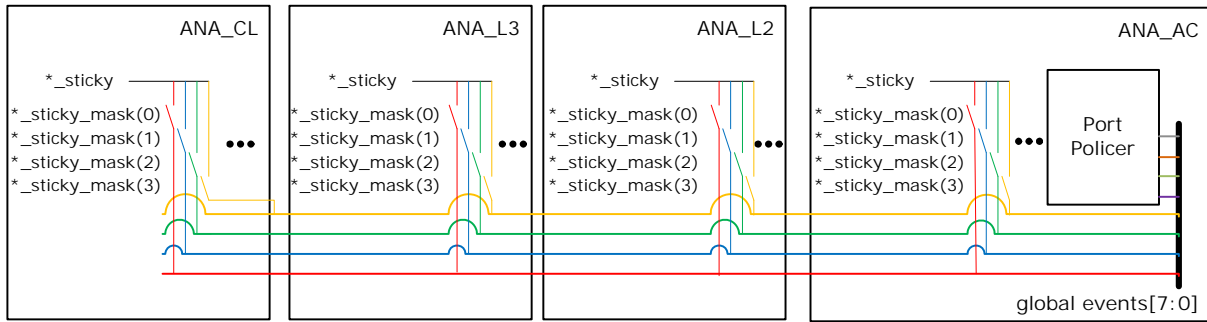 ANA_CL
*_sticky
*_sticky_mask(0)
*_sticky_mask(1)
*_sticky_mask(2)
*_sticky_mask(3)
ANA_L3
*_sticky
*_sticky_mask(0)
*_sticky_mask(1)
*_sticky_mask(2)
*_sticky_mask(3)
ANA_L2
*_sticky
*_sticky_mask(0)
*_sticky_mask(1)
*_sticky_mask(2)
*_sticky_mask(3)
ANA_AC
*_sticky
*_sticky_mask(0)
*_sticky_mask(1)
*_sticky_mask(2)
*_sticky_mask(3)
Port
Policer
global events[7:0]